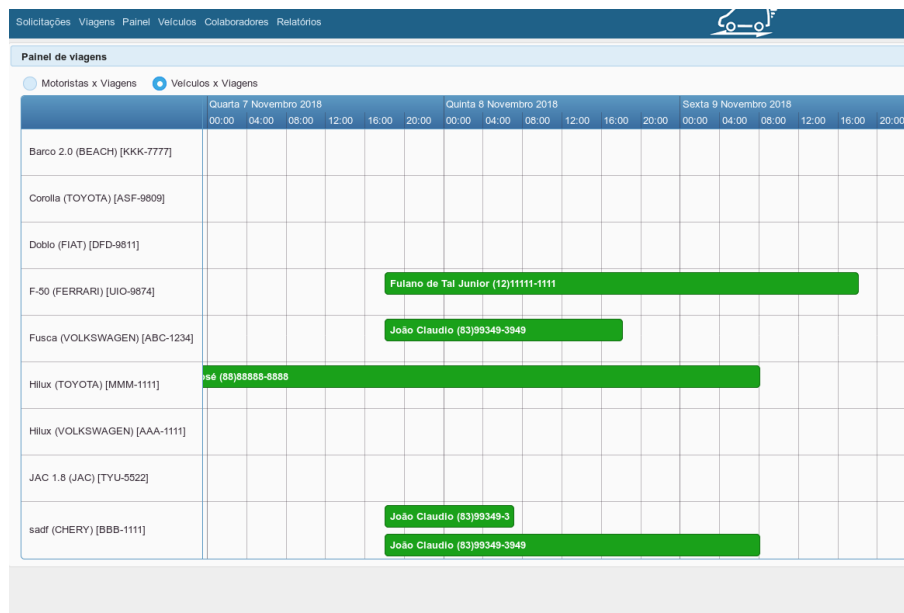 Solicitações Viagens Painel Veículos Colaboradores Relatórios
Painel de viagens
Motoristas x Viagens Veículos x Viagens
Quarta 7 Novembro 2018 Quinta 8 Novembro 2018 Sexta 9 Novembro 2018
00:00 04:00 08:00 12:00 16:00 20:00 00:00 04:00 08:00 12:00 16:00 20:00 00:00 04:00 08:00 12:00 16:00 20:00
Barco 2.0 (BEACH) [KKK-7777]
Corolla (TOYOTA) [ASF-9809]
Doblo (FIAT) [DFD-9811]
F-50 (FERRARI) [UIO-9874] Fulano de Tal Junior (12)11111-1111
Fusca (VOLKSWAGEN) [ABC-1234] João Claudio (83)99349-3949
Hilux (TOYOTA) [MMM-1111] osé (88)88888-8888
Hilux (VOLKSWAGEN) [AAA-1111]
JAC 1.8 (JAC) [TYU-5522]
sadf (CHERY) [BBB-1111] João Claudio (83)99349-3
João Claudio (83)99349-3949